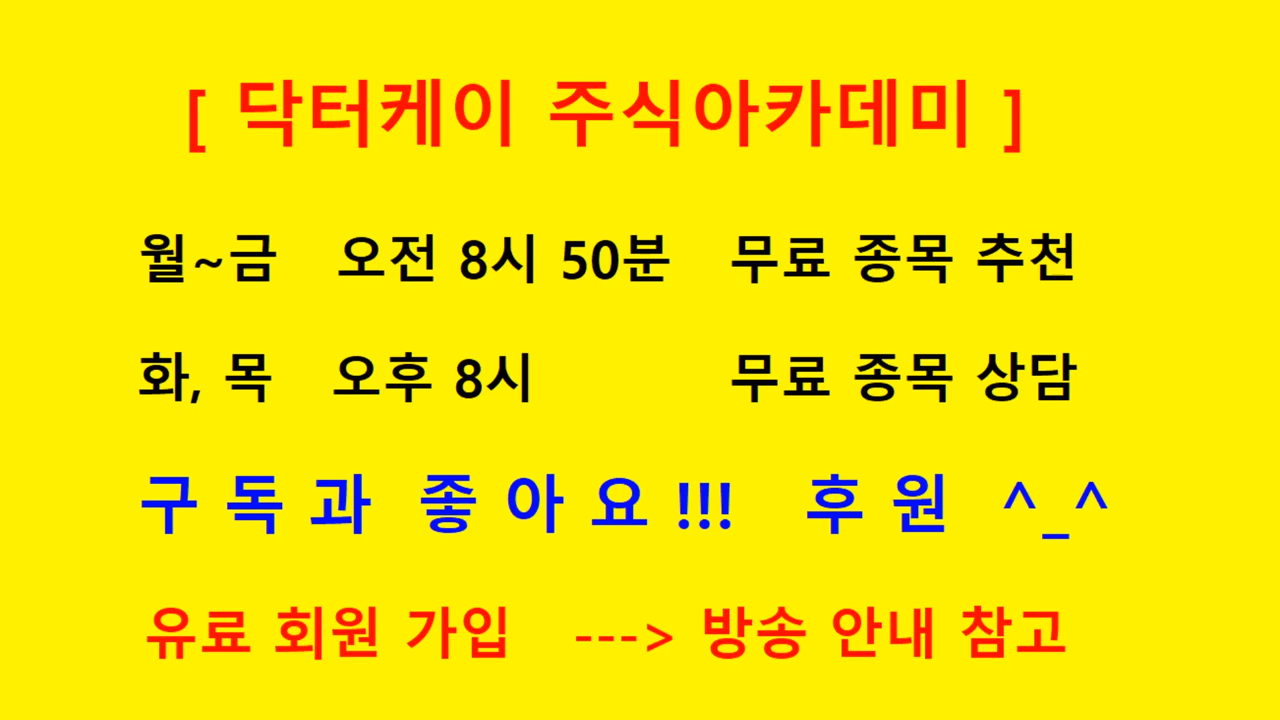 [ 닥터케이 주식아카데미 ]
월~금 오전 8시 50분 무료 종목 추천
화, 목 오후 8시 무료 종목 상담
구 독 과 좋 아 요 !!! 후 원 ^_^
유료 회원 가입 ---> 방송 안내 참고